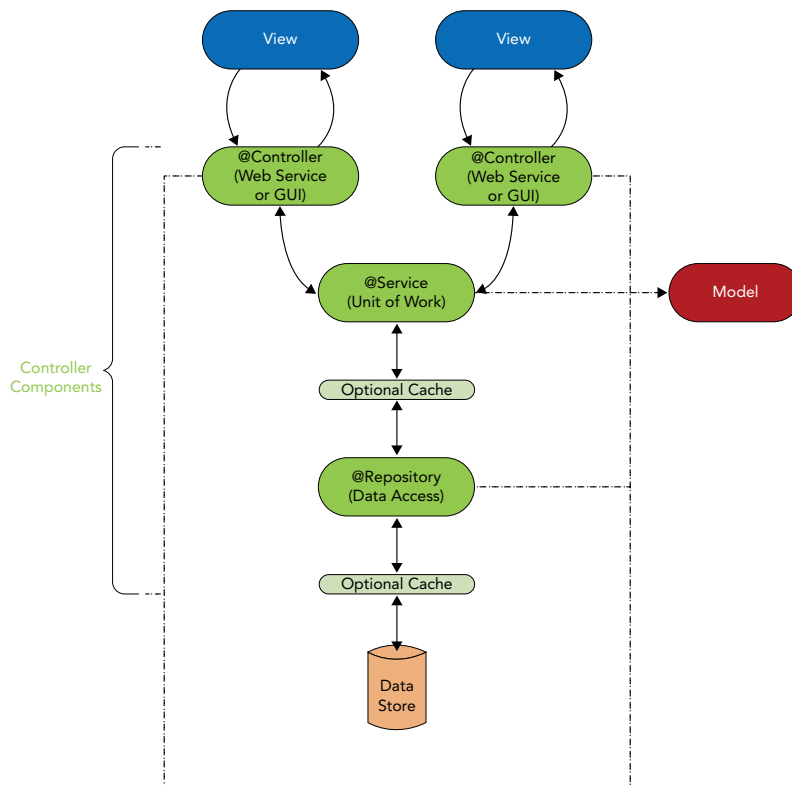 View
View
@Controller
(Web Service
or GUI)
@Controller
(Web Service
or GUI)
@Service
(Unit of Work)
Model
Controller
Components
Optional Cache
@Repository
(Data Access)
Optional Cache
Data
Store